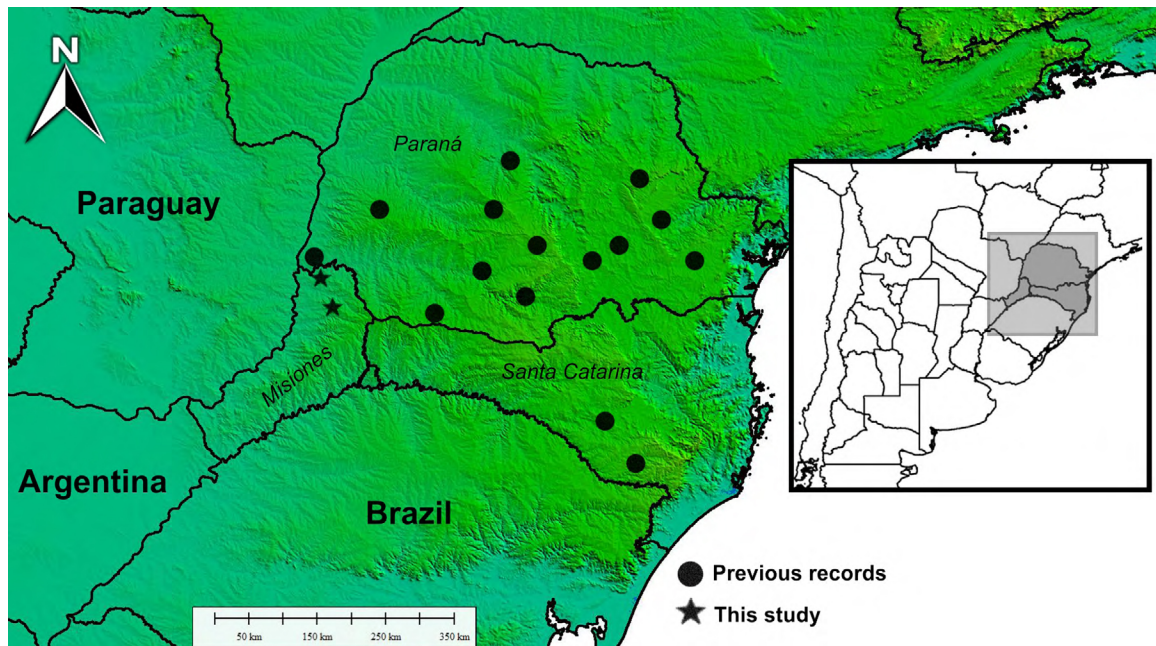 N
Paraná
Paraguay
Misiones
Santa Catarina
Argentina
Brazil
Previous records
This study
50 km 150 km 250 km 350 km